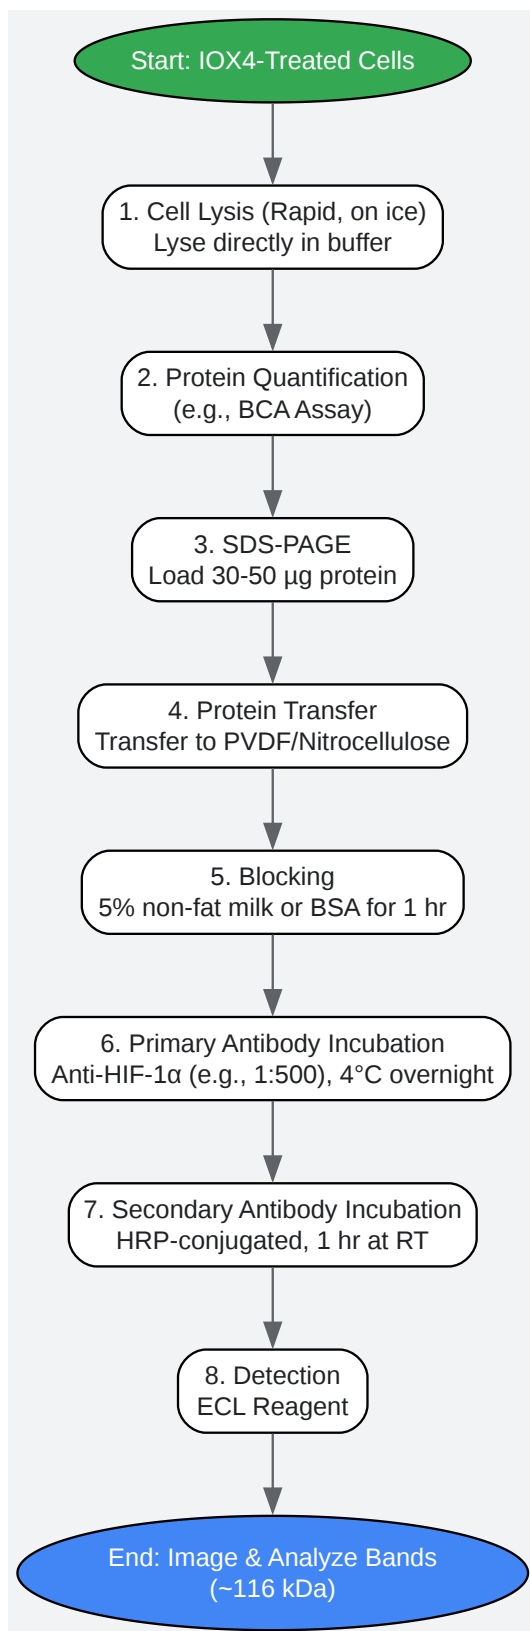 Start: IOX4-Treated Cells
1. Cell Lysis (Rapid, on ice)
Lyse directly in buffer
2. Protein Quantification
(e.g., BCA Assay)
3. SDS-PAGE
Load 30-50 µg protein
4. Protein Transfer
Transfer to PVDF/Nitrocellulose
5. Blocking
5% non-fat milk or BSA for 1 hr
6. Primary Antibody Incubation
Anti-HIF-1α (e.g., 1:500), 4°C overnight
7. Secondary Antibody Incubation
HRP-conjugated, 1 hr at RT
8. Detection
ECL Reagent
End: Image & Analyze Bands
(~116 kDa)